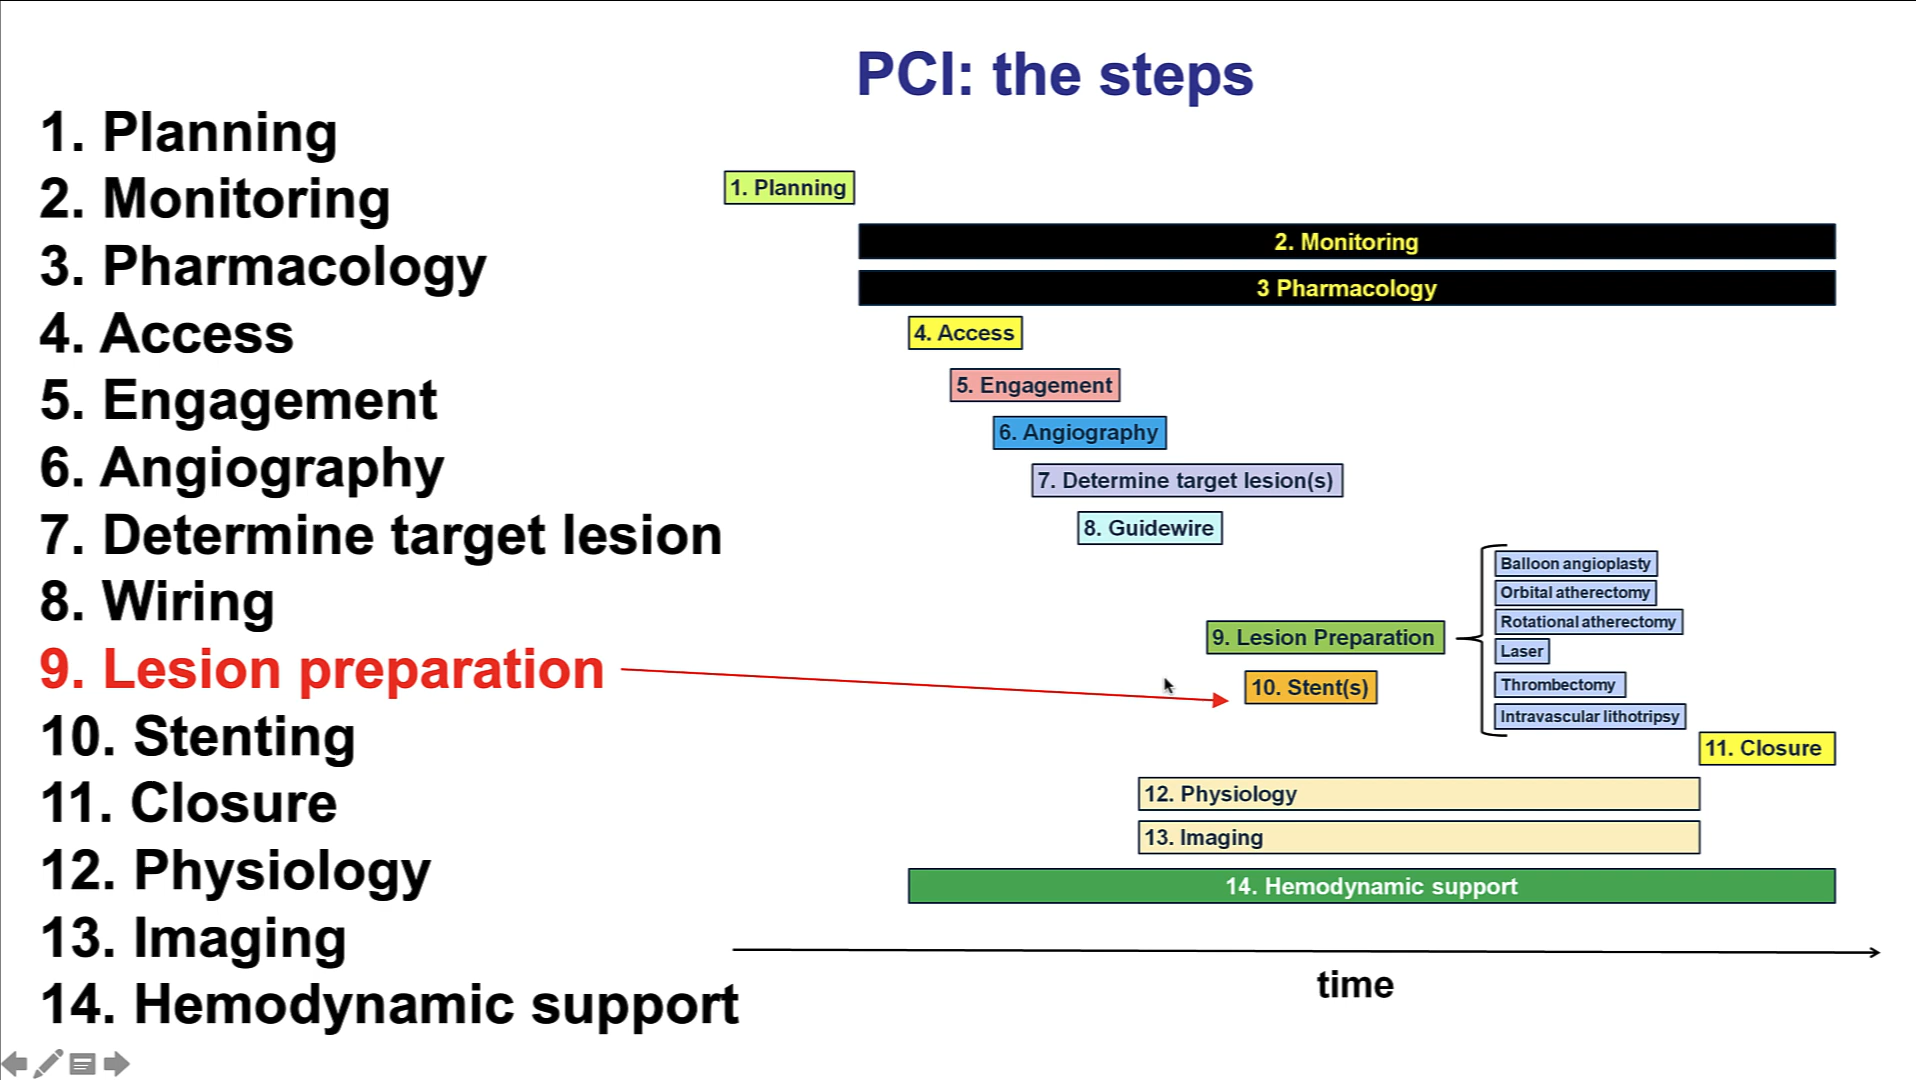 PCI: the steps
1. Planning
2. Monitoring
3. Pharmacology
4. Access
5. Engagement
6. Angiography
7. Determine target lesion
8. Wiring
9. Lesion preparation
10. Stenting
11. Closure
12. Physiology
13. Imaging
14. Hemodynamic support
1. Planning
2. Monitoring
3 Pharmacology
4. Access
5. Engagement
6. Angiography
7. Determine target lesion(s)
8. Guidewire
9. Lesion Preparation
Balloon angioplasty
Orbital atherectomy
Rotational atherectomy
Laser
Thrombectomy
Intravascular lithotripsy
10. Stent(s)
11. Closure
12. Physiology
13. Imaging
14. Hemodynamic support
time